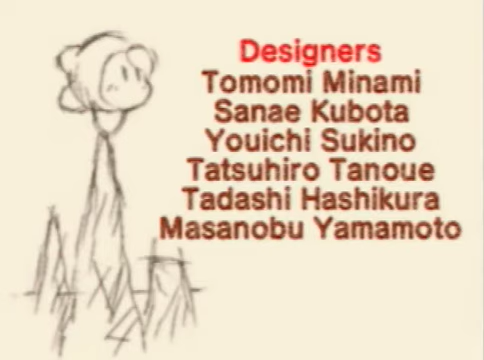 Designers
Tomomi Minami
Sanae Kubota
Youichi Sukino
Tatsuhiro Tanoue
Tadashi Hashikura
Masanobu Yamamoto